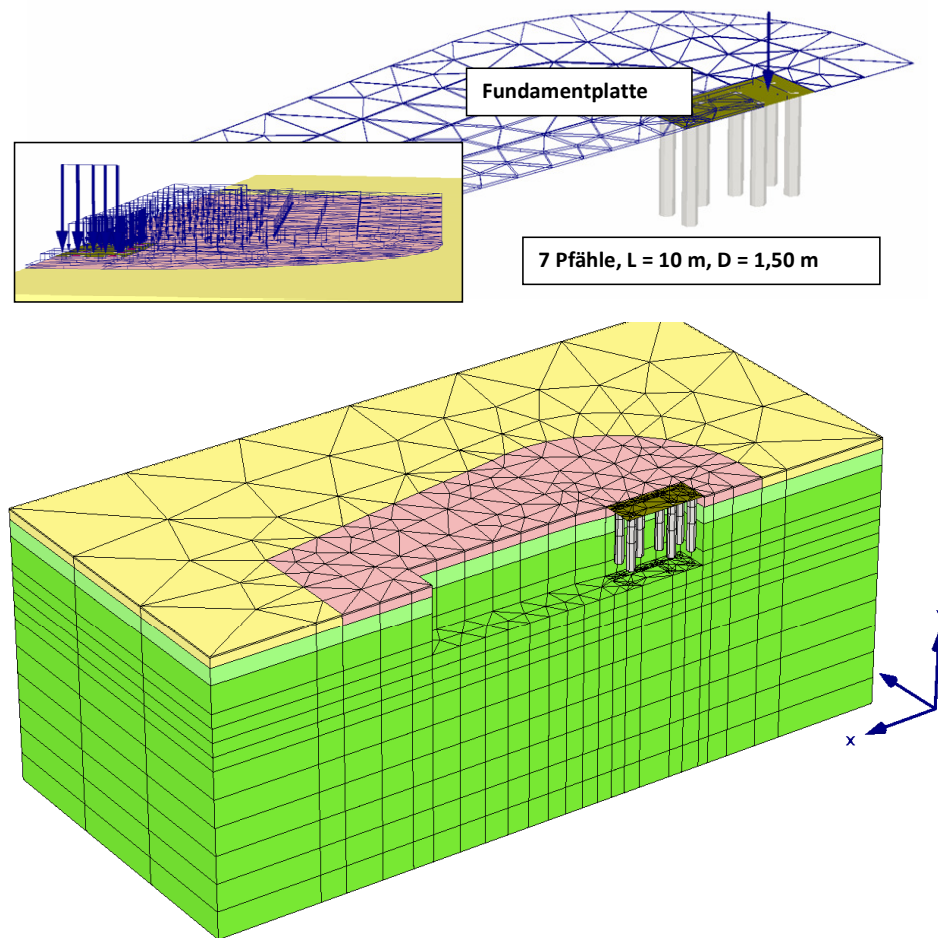 Fundamentplatte
7 Pfähle, L = 10 m, D = 1,50 m
x